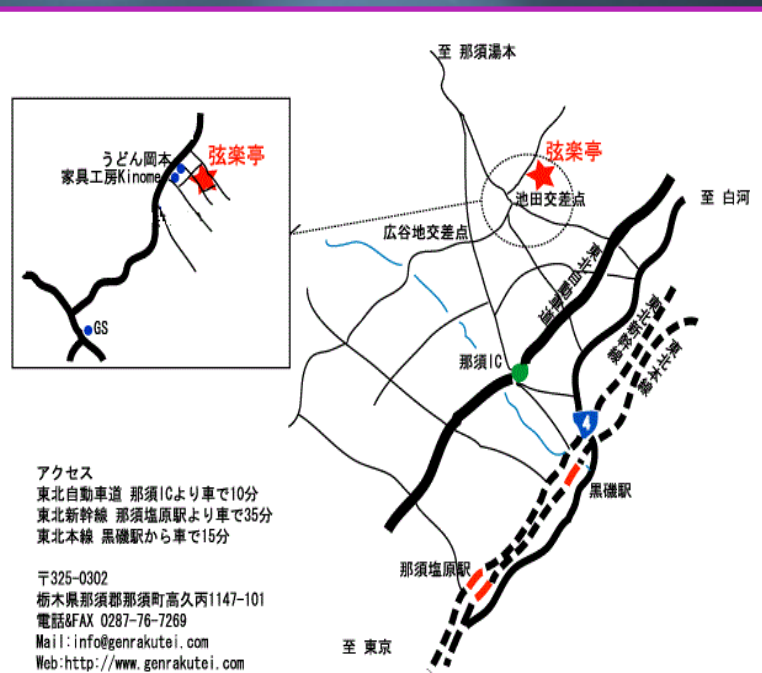 至 那須湯本
うどん岡本
弦楽亭
家具工房Kinome
弦楽亭
池田交差点
至 白河
広谷地交差点
東北自動車道
GS
東北新幹線
東北本線
那須IC
4
黒磯駅
那須塩原駅
至 東京
アクセス
東北自動車道 那須ICより車で10分
東北新幹線 那須塩原駅より車で35分
東北本線 黒磯駅から車で15分
〒325-0302
栃木県那須郡那須町高久丙1147-101
電話&FAX 0287-76-7269
Mail:info@genrakutei.com
Web:http://www.genrakutei.com